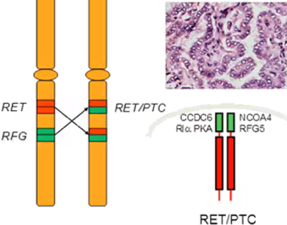 RET
RET/PTC
RFG
CCDC6
NCOA4
RIα PKA
RFG5
RET/PTC